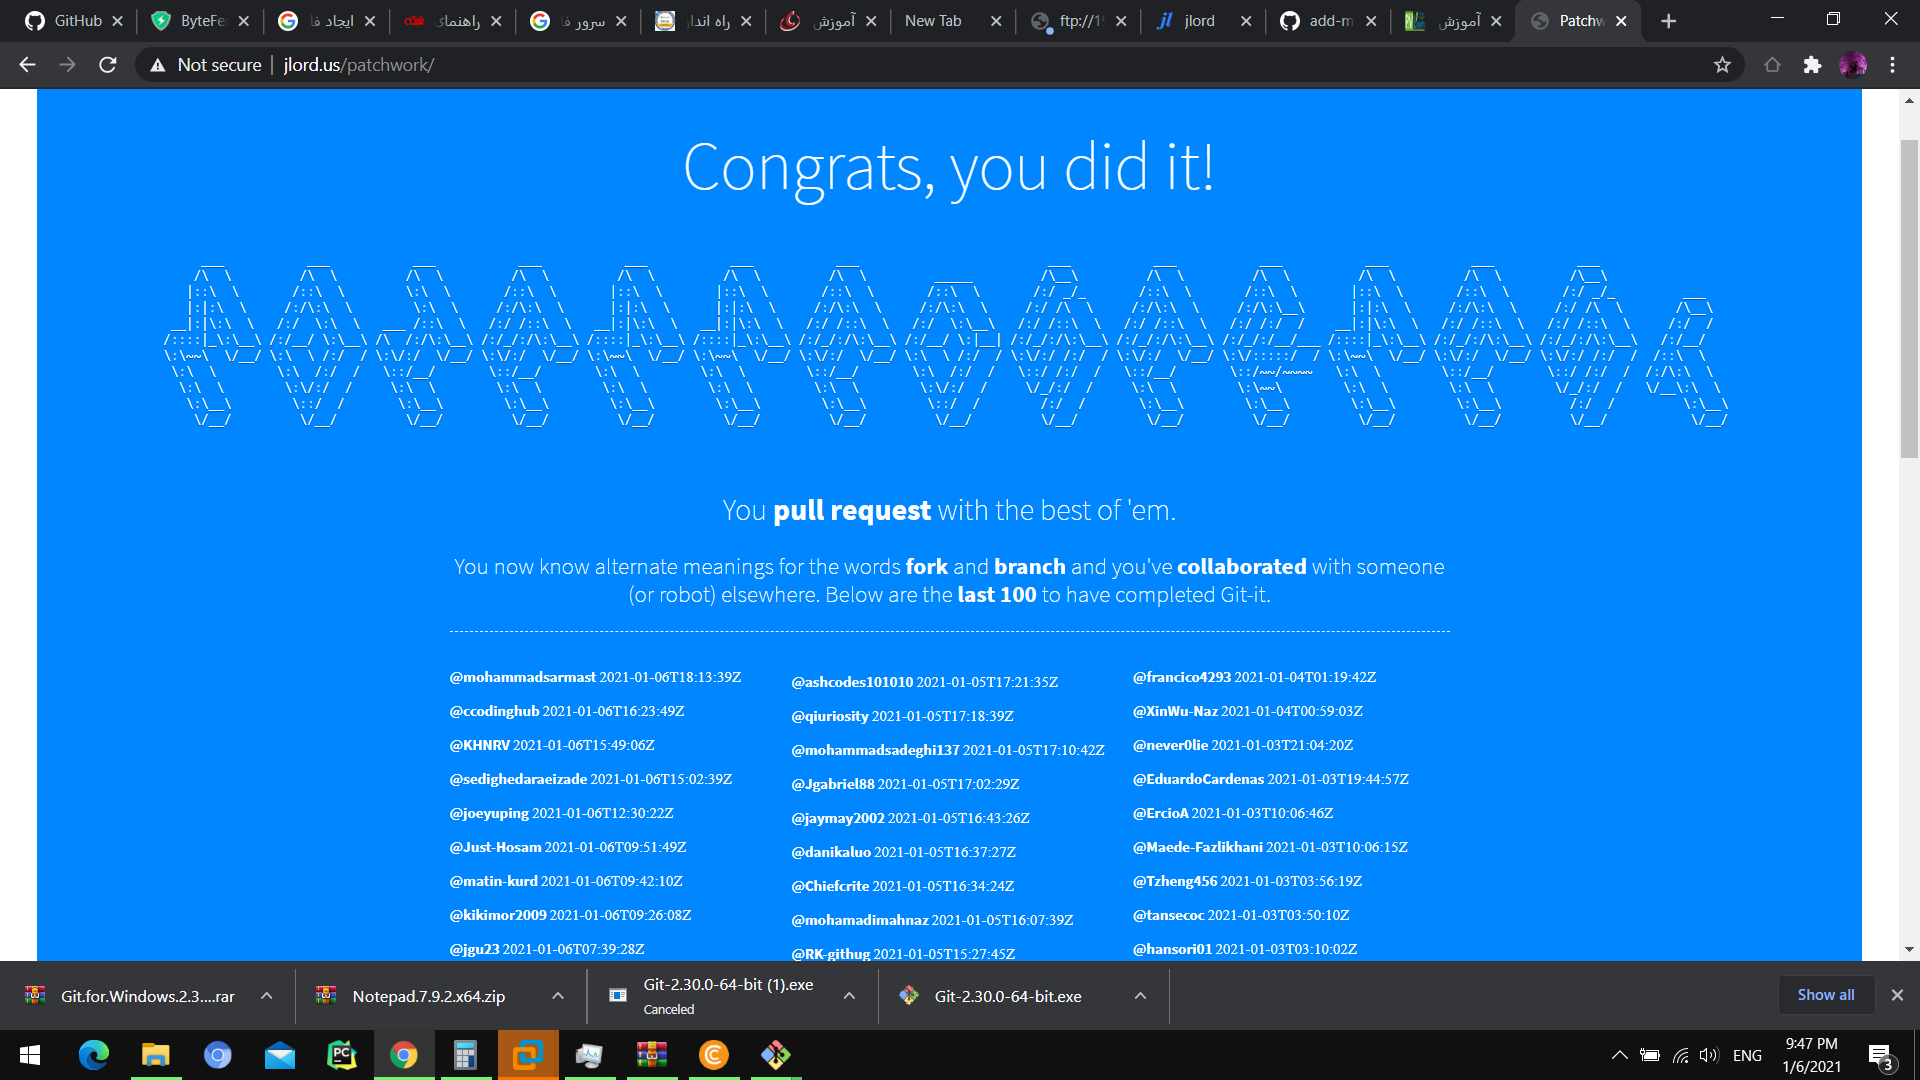 GitHub
ByteFe
ایجاد فا
راهنمای
سرور فا
راه انداز
آموزش
New Tab
ftp://19
jlord
add-m
آموزش
Patchw
Not secure
jlord.us/patchwork/
Congrats, you did it!
You pull request with the best of 'em.
You now know alternate meanings for the words fork and branch and you've collaborated with someone
(or robot) elsewhere. Below are the last 100 to have completed Git-it.
@mohammadsarmast 2021-01-06T18:13:39Z
@ccodinghub 2021-01-06T16:23:49Z
@KHNRV 2021-01-06T15:49:06Z
@sedighedaraeizade 2021-01-06T15:02:39Z
@joeyuping 2021-01-06T12:30:22Z
@Just-Hosam 2021-01-06T09:51:49Z
@matin-kurd 2021-01-06T09:42:10Z
@kikimor2009 2021-01-06T09:26:08Z
@jgu23 2021-01-06T07:39:28Z
@ashcodes101010 2021-01-05T17:21:35Z
@qiuriosity 2021-01-05T17:18:39Z
@mohammadsadeghi137 2021-01-05T17:10:42Z
@Jgabriel88 2021-01-05T17:02:29Z
@jaymay2002 2021-01-05T16:43:26Z
@danikaluo 2021-01-05T16:37:27Z
@Chiefcrite 2021-01-05T16:34:24Z
@mohamadimahnaz 2021-01-05T16:07:39Z
@RK-githug 2021-01-05T15:27:45Z
@francico4293 2021-01-04T01:19:42Z
@XinWu-Naz 2021-01-04T00:59:03Z
@never0lie 2021-01-03T21:04:20Z
@EduardoCardenas 2021-01-03T19:44:57Z
@ErcioA 2021-01-03T10:06:46Z
@Maede-Fazlikhani 2021-01-03T10:06:15Z
@Tzheng456 2021-01-03T03:56:19Z
@tansecoc 2021-01-03T03:50:10Z
@hansori01 2021-01-03T03:10:02Z
Git.for.Windows.2.3....rar
Notepad.7.9.2.x64.zip
Git-2.30.0-64-bit (1).exe
Canceled
Git-2.30.0-64-bit.exe
Show all
PC
ENG
9:47 PM
1/6/2021
3